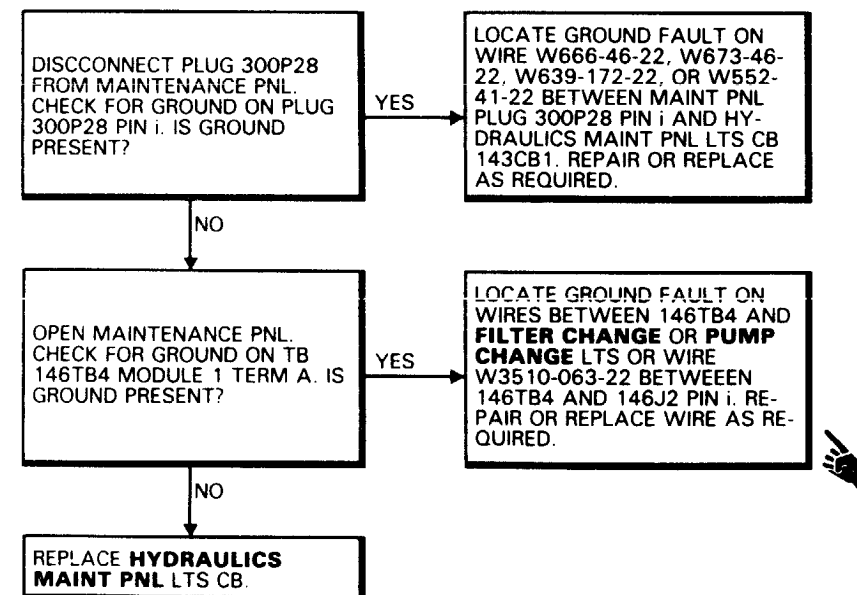 DISCCONNECT PLUG 300P28
FROM MAINTENANCE PNL.
CHECK FOR GROUND ON PLUG
300P28 PIN i. IS GROUND
PRESENT?
YES
LOCATE GROUND FAULT ON
WIRE W666-46-22, W673-46-
22, W639-172-22, OR W552-
41-22 BETWEEN MAINT PNL
PLUG 300P28 PIN i AND HY-
DRAULICS MAINT PNL LTS CB
143CB1. REPAIR OR REPLACE
AS REQUIRED.
NO
OPEN MAINTENANCE PNL.
CHECK FOR GROUND ON TB
146TB4 MODULE 1 TERM A. IS
GROUND PRESENT?
YES
LOCATE GROUND FAULT ON
WIRES BETWEEN 146TB4 AND
FILTER CHANGE OR PUMP
CHANGE LTS OR WIRE
W3510-063-22 BETWEEEN
146TB4 AND 146J2 PIN i. RE-
PAIR OR REPLACE WIRE AS RE-
QUIRED.
NO
REPLACE HYDRAULICS
MAINT PNL LTS CB.